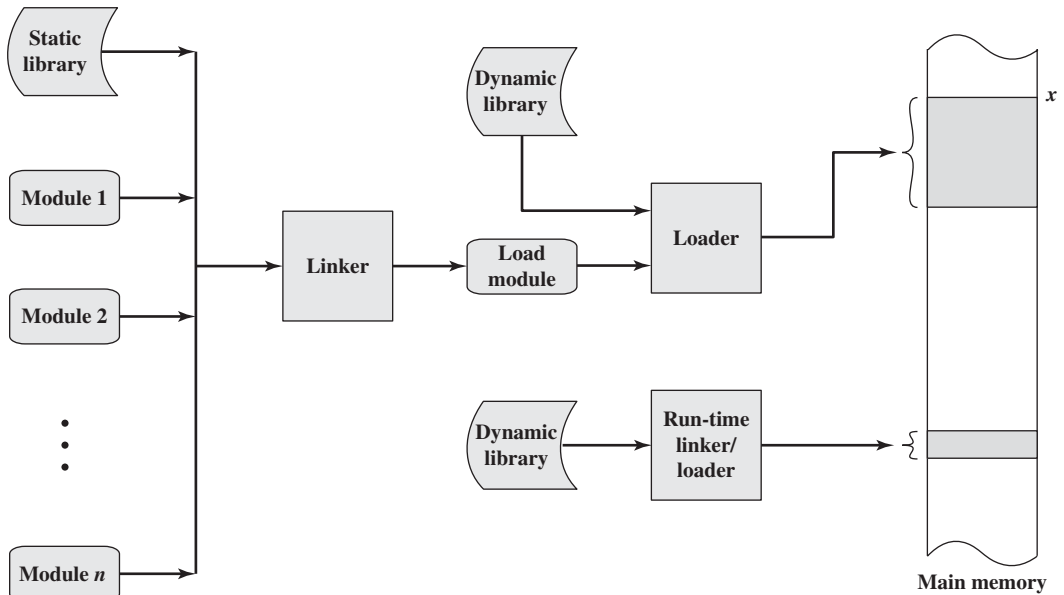 Static
library
Module 1
Module 2
Module n
Linker
Dynamic
library
Load
module
Loader
Dynamic
library
Run-time
linker/
loader
x
Main memory